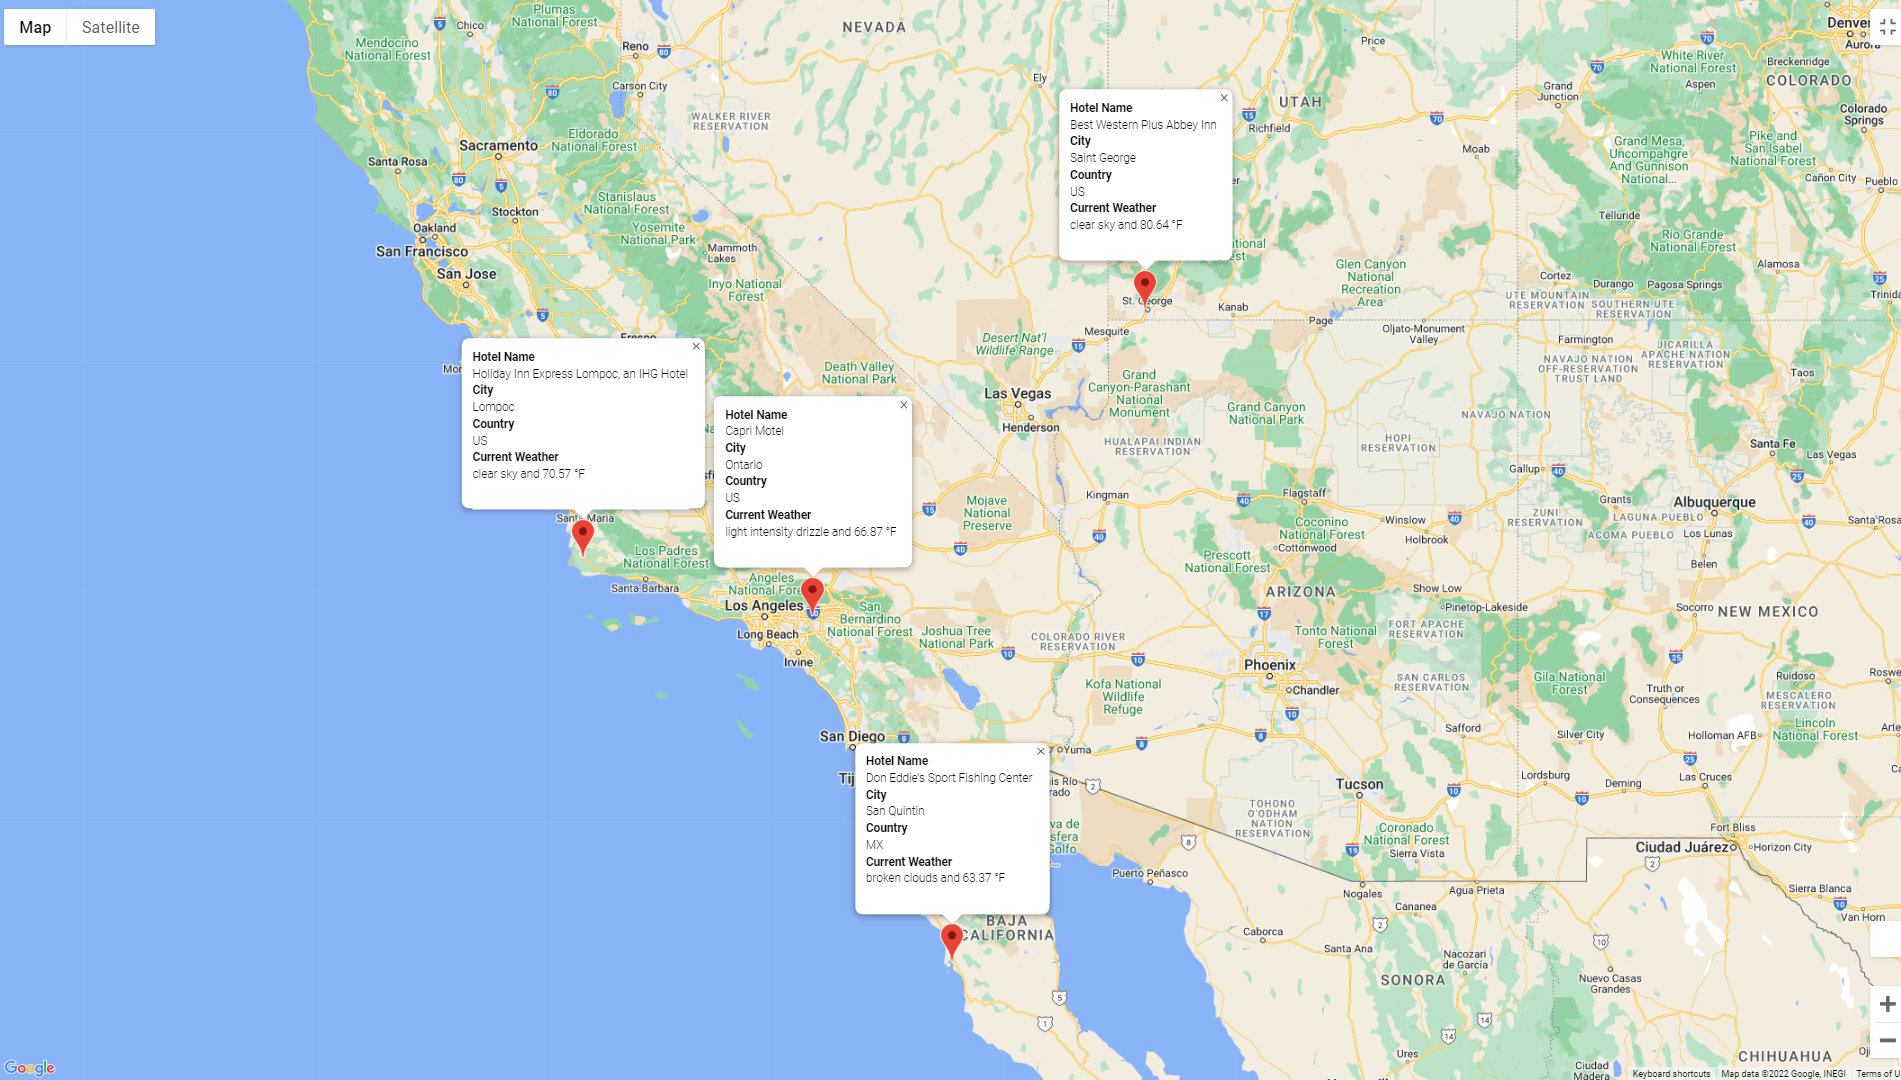 Map
Satellite
Hotel Name
Best Western Plus Abbey Inn
City
Saint George
Country
US
Current Weather
clear sky and 80.64 °F
Hotel Name
Holiday Inn Express Lompoc, an IHG Hotel
City
Lompoc
Country
US
Current Weather
clear sky and 70.57 °F
Hotel Name
Capri Motel
City
Ontario
Country
US
Current Weather
light intensity drizzle and 66.87 °F
Hotel Name
Don Eddie's Sport Fishing Center
City
San Quintin
Country
MX
Current Weather
broken clouds and 63.37 °F
Plumas
National Forest
Chico
Mendocino
National Forest
Reno
Carson City
NEVADA
Ely
UTAH
Richfield
Price
Grand
Junction
White River
National Forest
Aspen
Breckenridge
COLORADO
Colorado
Springs
WALKER RIVER
RESERVATION
Eldorado
National Forest
Sacramento
Santa Rosa
Stockton
Stanislaus
National Forest
Yosemite
National Park
Mammoth
Lakes
Oakland
San Francisco
San Jose
Inyo National
Forest
Moab
Grand Mesa,
Uncompahgre
And Gunnison
National...
Pike and
San Isabel
National Forest
Cañon City
Pueblo
Telluride
Rio Grande
National Forest
Alamosa
Glen Canyon
National
Recreation
Area
Cortez
Durango
Pagosa Springs
UTE MOUNTAIN
RESERVATION
SOUTHERN UTE
RESERVATION
St. George
Kanab
Page
Mesquite
Oljato-Monument
Valley
Farmington
JICARILLA
APACHE NATION
RESERVATION
NAVAJO NATION
OFF-RESERVATION
TRUST LAND
Taos
Desert Nat'l
Wildlife Range
Death Valley
National Park
Las Vegas
Henderson
Grand
Canyon-Parashant
National
Monument
Grand Canyon
National Park
HUALAPAI INDIAN
RESERVATION
HOPI
RESERVATION
NAVAJO NATION
Santa Fe
Las Vegas
Gallup
Grants
Albuquerque
Santa Rosa
LAGUNA PUEBLO
ZUNI
RESERVATION
ACOMA PUEBLO
Los Lunas
Belen
Kingman
Flagstaff
Winslow
Holbrook
Coconino
National Forest
Cottonwood
Prescott
National Forest
Mojave
National
Preserve
Santa Maria
Los Padres
National Forest
Santa Barbara
Angeles
Los Angeles
Long Beach
Irvine
San
Bernardino
National Forest
Joshua Tree
National Park
COLORADO RIVER
RESERVATION
ARIZONA
Show Low
Pinetop-Lakeside
FORT APACHE
RESERVATION
Tonto National
Forest
Socorro
NEW MEXICO
Phoenix
Chandler
SAN CARLOS
RESERVATION
Gila National
Forest
Truth or
Consequences
Ruidoso
MESCALERO
RESERVATION
Kofa National
Wildlife
Refuge
San Diego
Yuma
Safford
Silver City
Holloman AFB
Lincoln
National Forest
Tucson
Lordsburg
Deming
Las Cruces
TOHONO
O'ODHAM
NATION
RESERVATION
Coronado
National Forest
Sierra Vista
Fort Bliss
Ciudad Juárez
Horizon City
Puerto Peñasco
Nogales
Agua Prieta
Cananea
Sierra Blanca
Van Horn
BAJA
CALIFORNIA
Caborca
Santa Ana
Nacozari
de García
Nuevo Casas
Grandes
SONORA
Ures
CHIHUAHUA
Ciudad
Madera
Google
Keyboard shortcuts
Map data ©2022 Google, INEGI
Terms of U